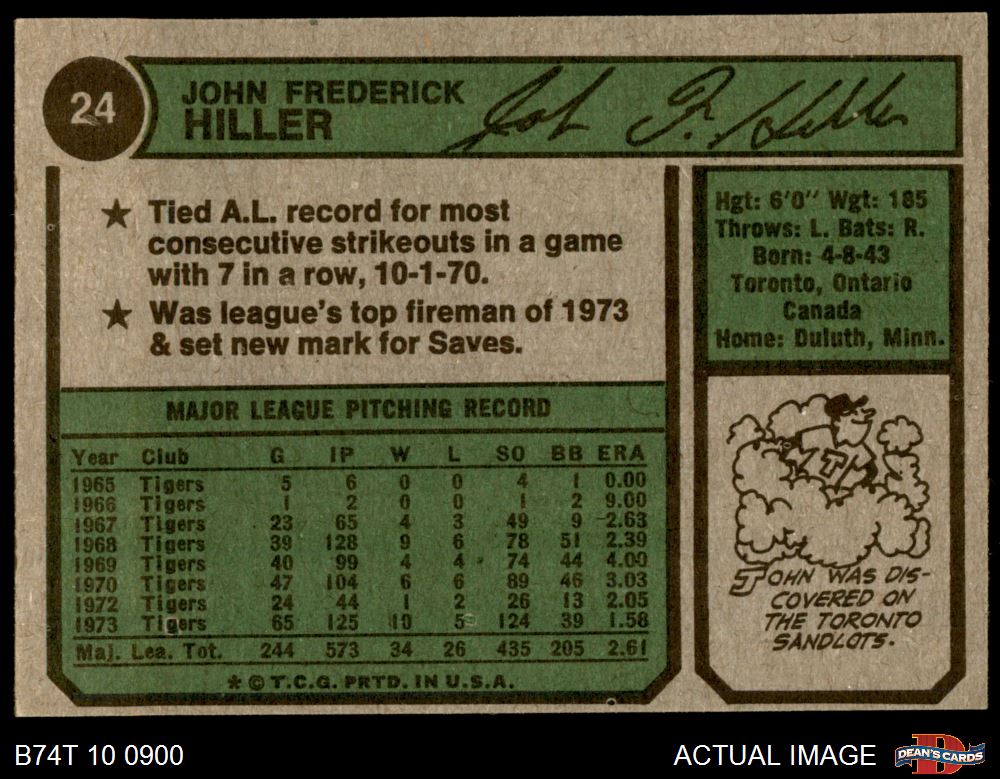 24
JOHN FREDERICK
HILLER
John F. Hiller
★ Tied A.L. record for most
consecutive strikeouts in a game
with 7 in a row, 10-1-70.
★ Was league's top fireman of 1973
& set new mark for Saves.
Hgt: 6'0" Wgt: 185
Throws: L. Bats: R.
Born: 4-8-43
Toronto, Ontario
Canada
Home: Duluth, Minn.
MAJOR LEAGUE PITCHING RECORD
Year Club G IP W L SO BB ERA
1965 Tigers 5 6 0 0 4 1 0.00
1966 Tigers 1 2 0 0 1 2 9.00
1967 Tigers 23 65 4 3 49 9 2.63
1968 Tigers 39 128 9 6 78 51 2.39
1969 Tigers 40 99 4 4 74 44 4.00
1970 Tigers 47 104 6 6 89 46 3.03
1972 Tigers 24 44 1 2 26 13 2.05
1973 Tigers 65 125 10 5 124 39 1.58
Maj. Lea. Tot. 244 573 34 26 435 205 2.61
* © T.C.G. PRTD. IN U.S.A.
JOHN WAS DIS-
COVERED ON
THE TORONTO
SANDLOTS.
B74T 10 0900
ACTUAL IMAGE
DEAN'S CARDS